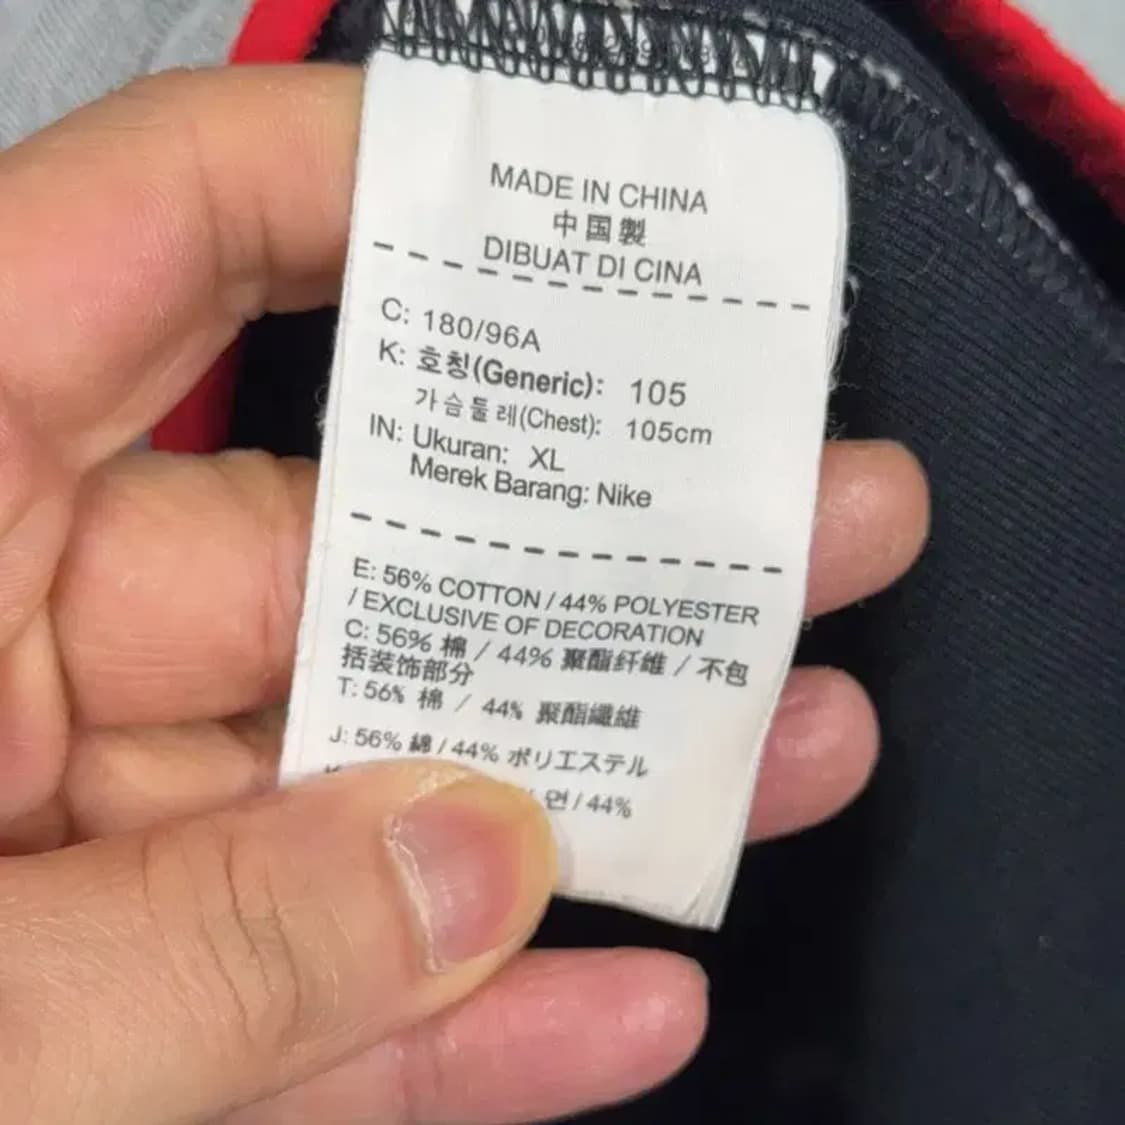 MADE IN CHINA
中国製
DIBUAT DI CINA
C: 180/96A
K: 호칭(Generic): 105
가슴둘레(Chest): 105cm
IN: Ukuran: XL
Merek Barang: Nike
E: 56% COTTON / 44% POLYESTER
/ EXCLUSIVE OF DECORATION
C: 56% 棉 / 44% 聚酯纤维 / 不包
括装饰部分
T: 56% 棉 / 44% 聚酯纖維
J: 56% 綿 / 44% ポリエステル
면 / 44%